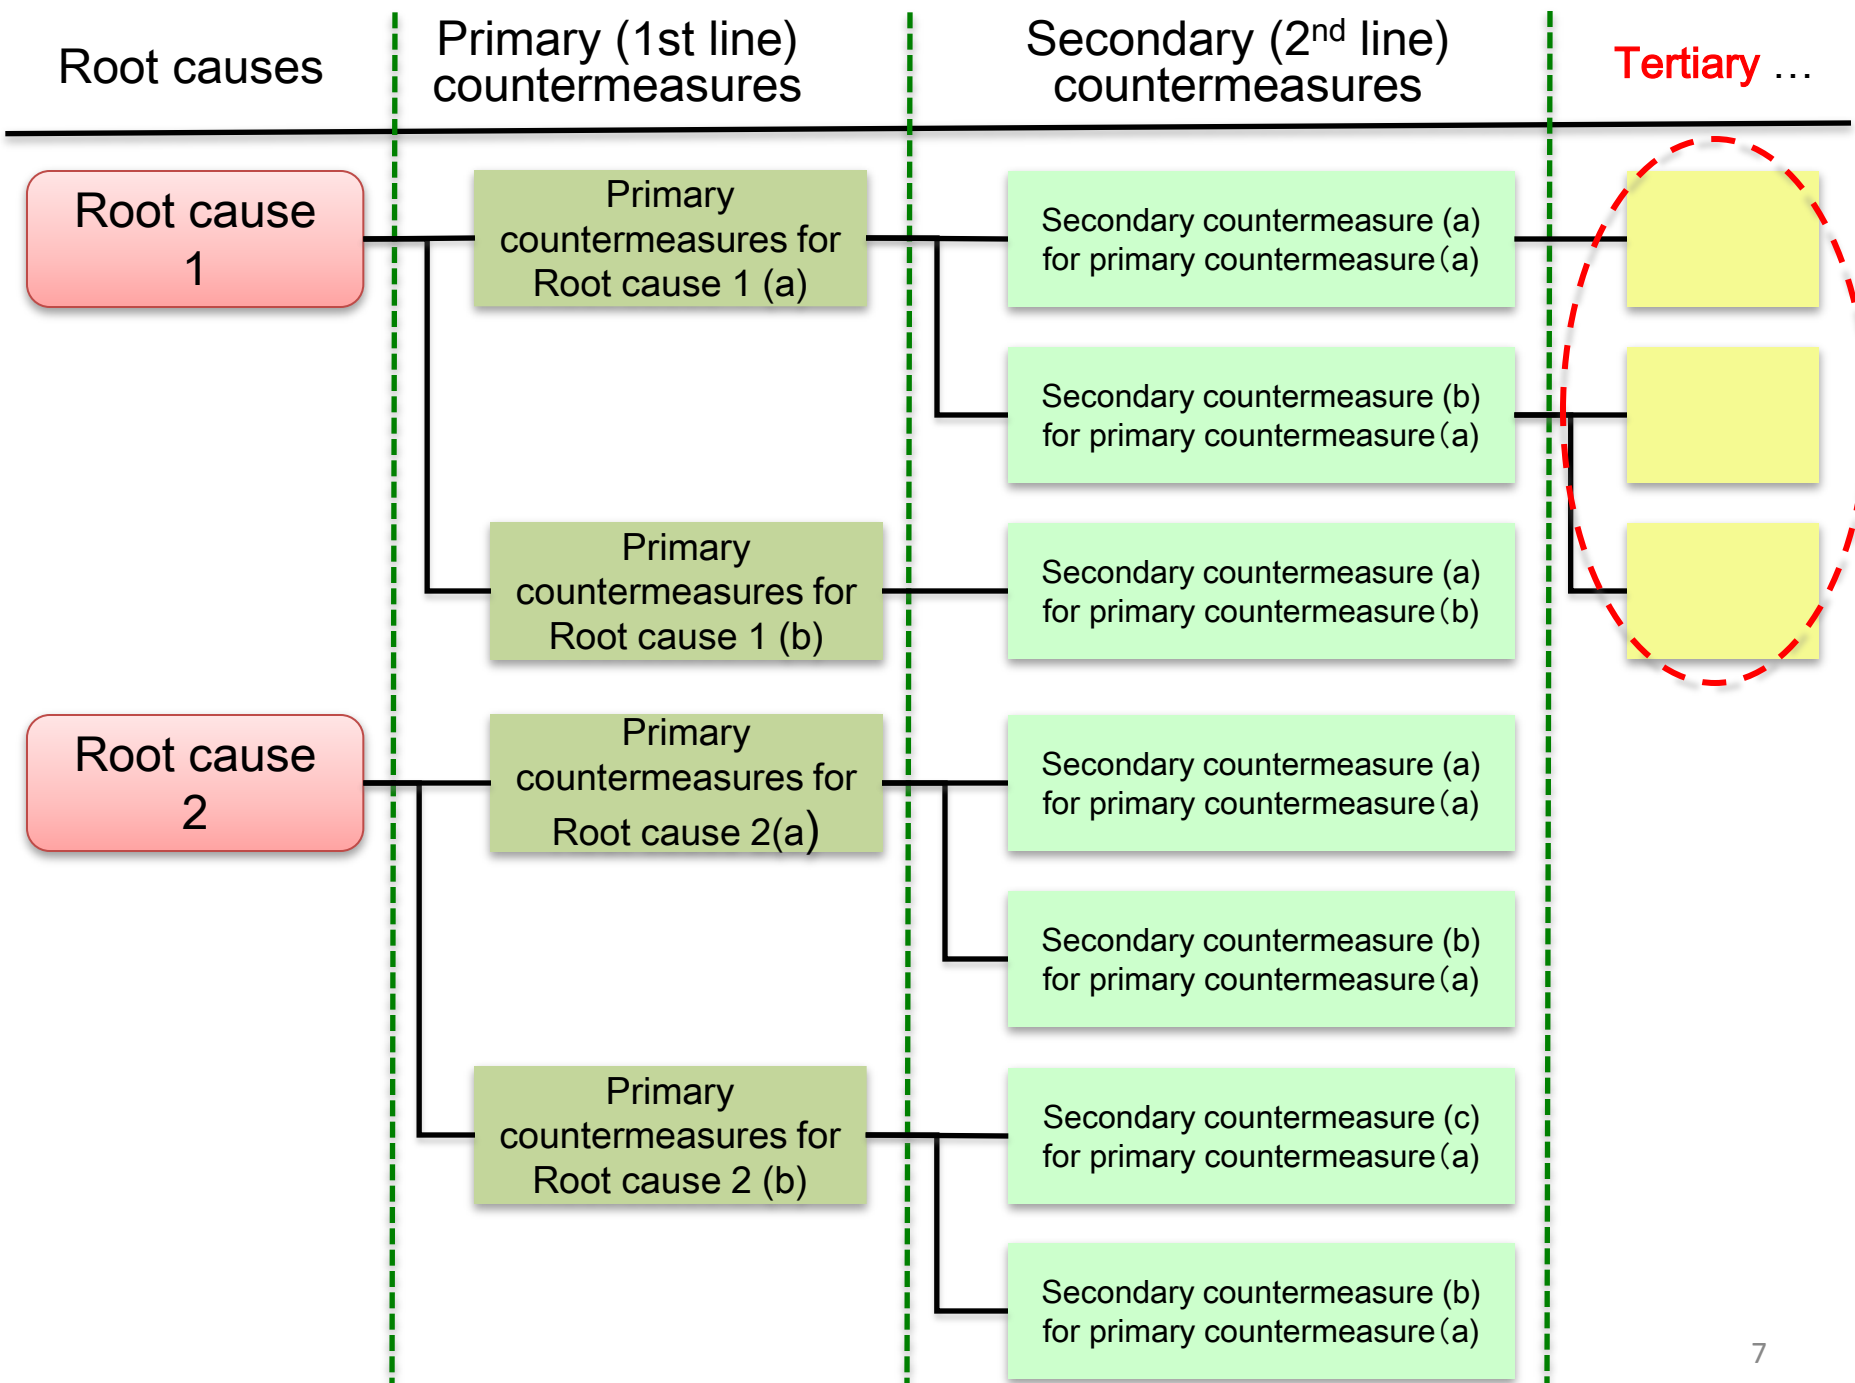 Root causes
Primary (1st line)
countermeasures
Secondary (2nd line)
countermeasures
Tertiary ...
Root cause
1
Primary
countermeasures for
Root cause 1 (a)
Secondary countermeasure (a)
for primary countermeasure（a)
Secondary countermeasure (b)
for primary countermeasure（a)
Primary
countermeasures for
Root cause 1 (b)
Secondary countermeasure (a)
for primary countermeasure（b)
Root cause
2
Primary
countermeasures for
Root cause 2(a)
Secondary countermeasure (a)
for primary countermeasure（a)
Secondary countermeasure (b)
for primary countermeasure（a)
Primary
countermeasures for
Root cause 2 (b)
Secondary countermeasure (c)
for primary countermeasure（a)
Secondary countermeasure (b)
for primary countermeasure（a)
7